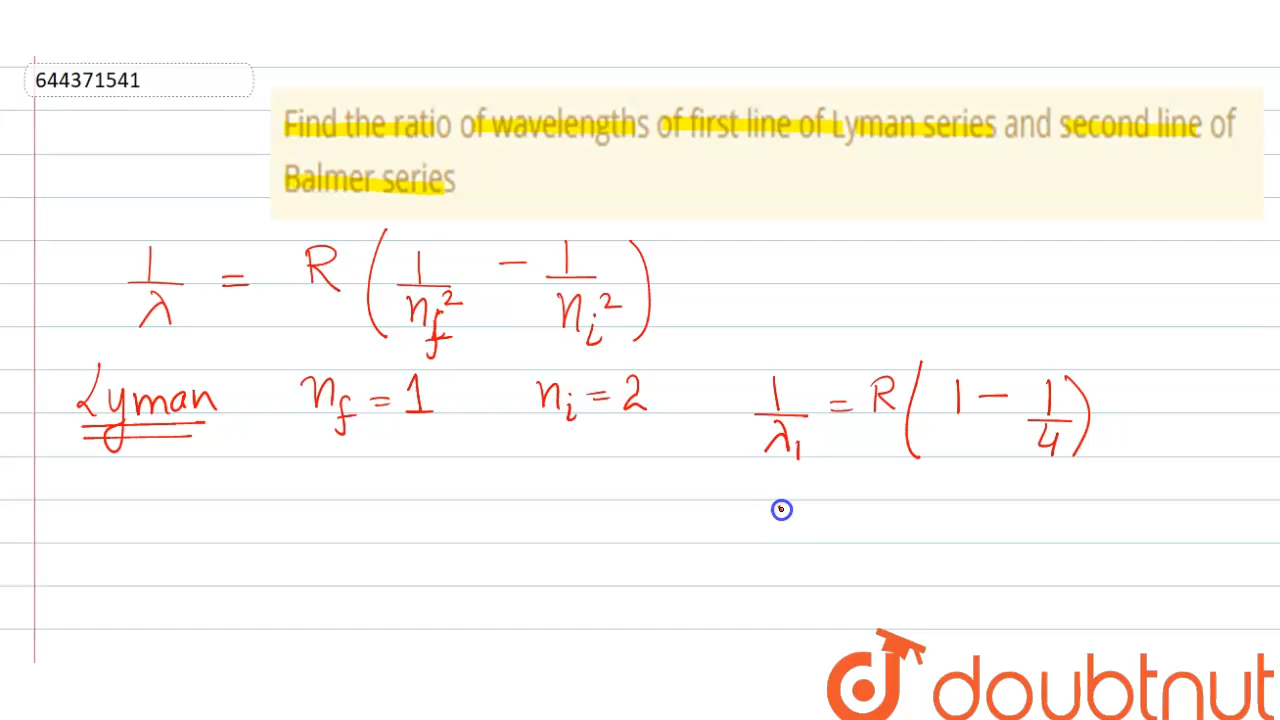 644371541
Find the ratio of wavelengths of first line of Lyman series and second line of
Balmer series
1/λ = R (1/n_f² - 1/n_i²)
Lyman n_f = 1 n_i = 2 1/λ₁ = R (1 - 1/4)
doubtnut